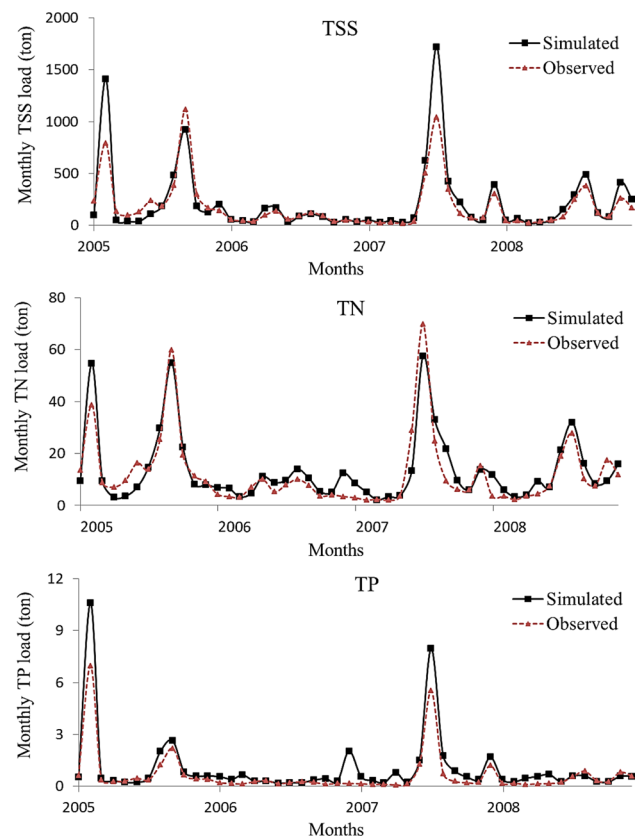 TSS
2000
1500
1000
500
0
Monthly TSS load (ton)
Simulated
Observed
2005
2006
2007
2008
Months
TN
80
60
40
20
0
Monthly TN load (ton)
Simulated
Observed
2005
2006
2007
2008
Months
TP
12
9
6
3
0
Monthly TP load (ton)
Simulated
Observed
2005
2006
2007
2008
Months